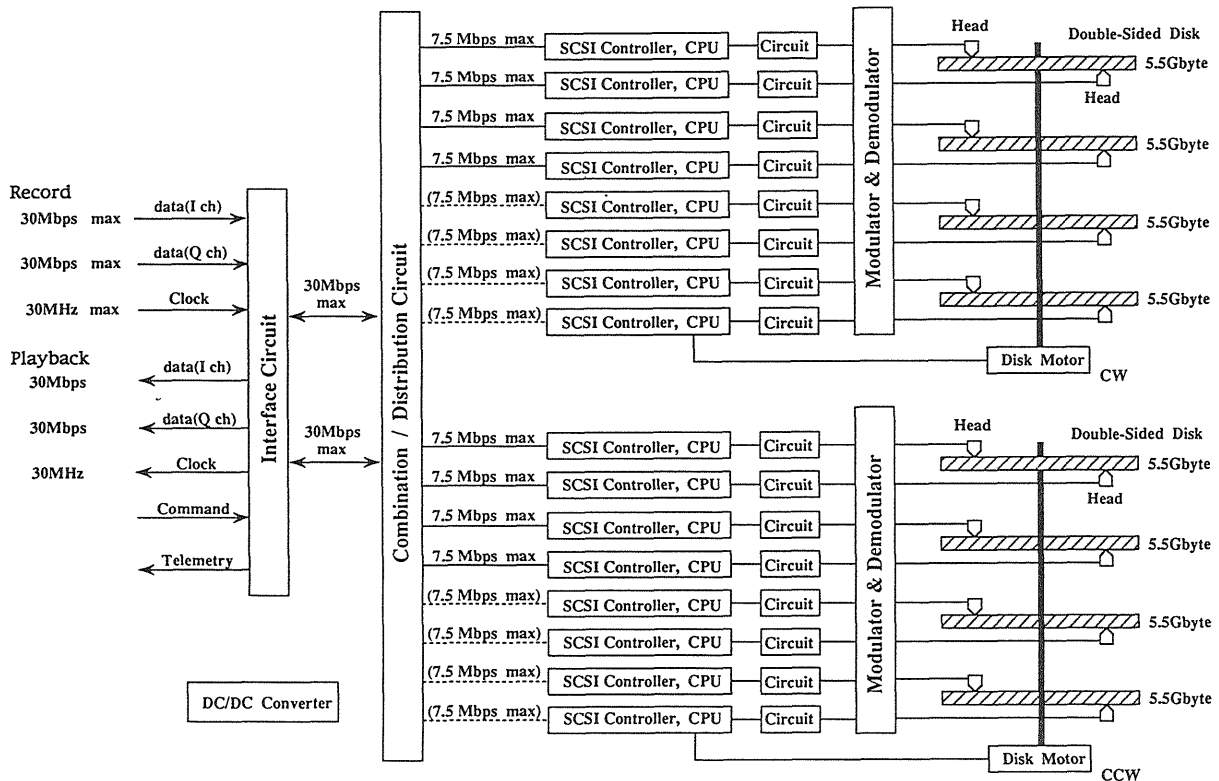 Record
30Mbps max
data(I ch)
30Mbps max
data(Q ch)
30MHz max
Clock
Playback
30Mbps
data(I ch)
30Mbps
data(Q ch)
30MHz
Clock
Command
Telemetry
Interface Circuit
30Mbps
max
30Mbps
max
DC/DC Converter
Combination / Distribution Circuit
7.5 Mbps max
SCSI Controller, CPU
Circuit
7.5 Mbps max
SCSI Controller, CPU
Circuit
7.5 Mbps max
SCSI Controller, CPU
Circuit
7.5 Mbps max
SCSI Controller, CPU
Circuit
(7.5 Mbps max)
SCSI Controller, CPU
Circuit
(7.5 Mbps max)
SCSI Controller, CPU
Circuit
(7.5 Mbps max)
SCSI Controller, CPU
Circuit
(7.5 Mbps max)
SCSI Controller, CPU
Circuit
Modulator & Demodulator
Head
Double-Sided Disk
5.5Gbyte
Head
5.5Gbyte
5.5Gbyte
5.5Gbyte
Disk Motor
CW
7.5 Mbps max
SCSI Controller, CPU
Circuit
7.5 Mbps max
SCSI Controller, CPU
Circuit
7.5 Mbps max
SCSI Controller, CPU
Circuit
7.5 Mbps max
SCSI Controller, CPU
Circuit
(7.5 Mbps max)
SCSI Controller, CPU
Circuit
(7.5 Mbps max)
SCSI Controller, CPU
Circuit
(7.5 Mbps max)
SCSI Controller, CPU
Circuit
(7.5 Mbps max)
SCSI Controller, CPU
Circuit
Modulator & Demodulator
Head
Double-Sided Disk
5.5Gbyte
Head
5.5Gbyte
5.5Gbyte
5.5Gbyte
Disk Motor
CCW